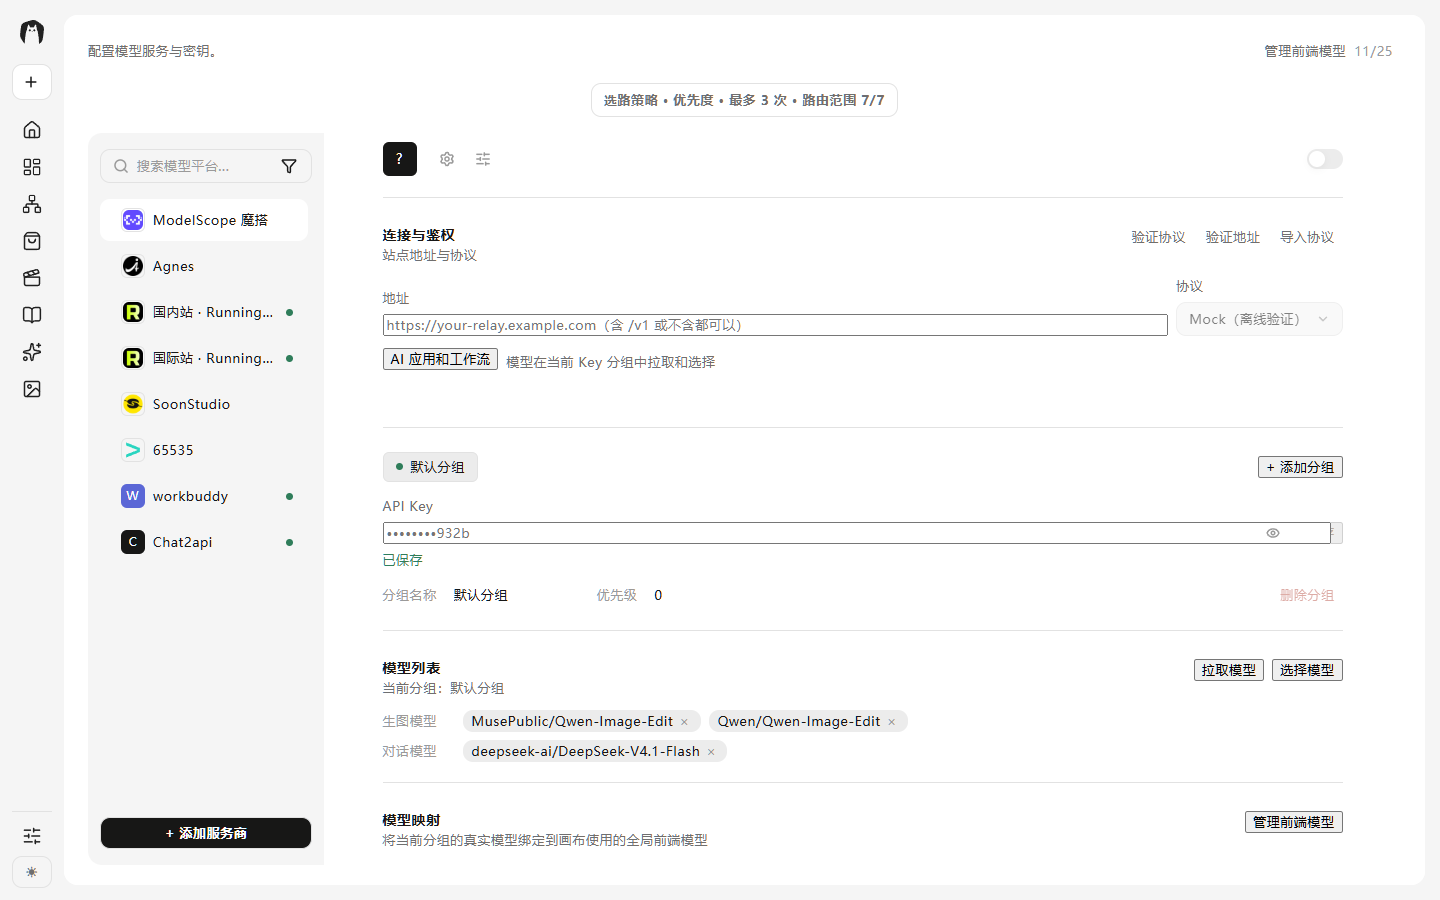 配置模型服务与密钥。
管理前端模型 11/25
选路策略 • 优先度 • 最多 3 次 • 路由范围 7/7
搜索模型平台...
ModelScope 魔搭
Agnes
国内站 · Running...
国际站 · Running...
SoonStudio
65535
W workbuddy
C Chat2api
+ 添加服务商
?
连接与鉴权
站点地址与协议
验证协议 验证地址 导入协议
地址
https://your-relay.example.com（含 /v1 或不含都可以）
协议
Mock（离线验证）
AI 应用和工作流 模型在当前 Key 分组中拉取和选择
默认分组
+ 添加分组
API Key
••••••••932b
已保存
分组名称 默认分组 优先级 0 删除分组
模型列表
当前分组：默认分组
拉取模型 选择模型
生图模型 MusePublic/Qwen-Image-Edit × Qwen/Qwen-Image-Edit ×
对话模型 deepseek-ai/DeepSeek-V4.1-Flash ×
模型映射
将当前分组的真实模型绑定到画布使用的全局前端模型
管理前端模型